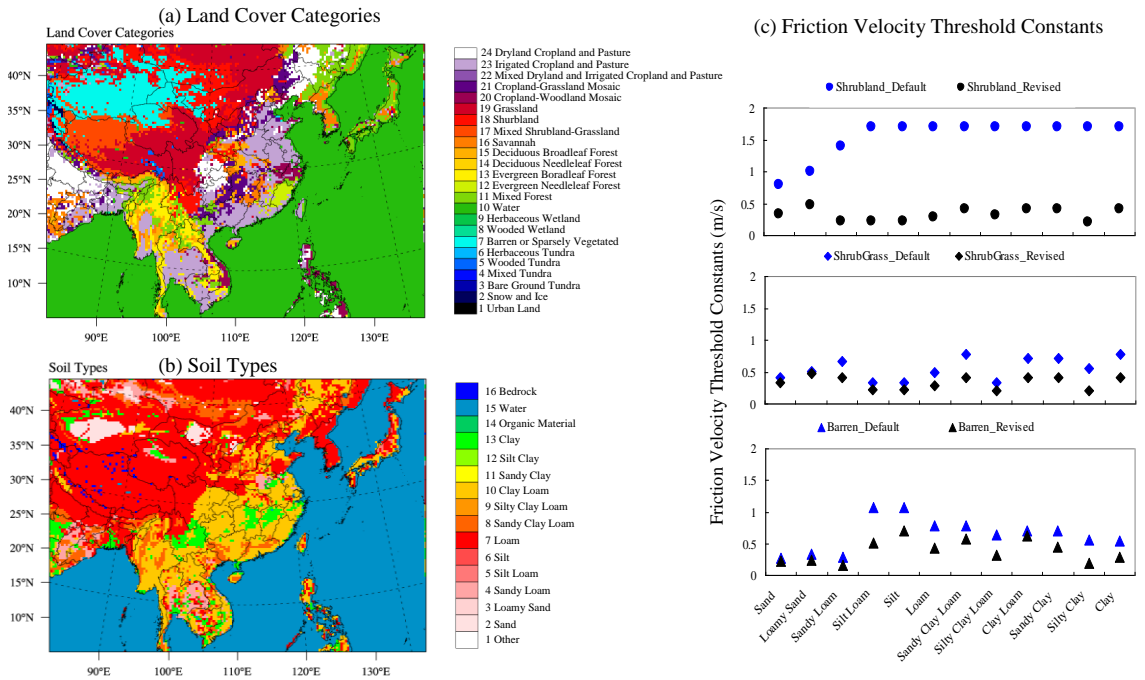 (a) Land Cover Categories
Land Cover Categories
40°N
35°N
30°N
25°N
20°N
15°N
10°N
90°E
100°E
110°E
120°E
130°E
24 Dryland Cropland and Pasture
23 Irigated Cropland and Pasture
22 Mixed Dryland and Irrigated Cropland and Pasture
21 Cropland-Grassland Mosaic
20 Cropland-Woodland Mosaic
19 Grassland
18 Shurbland
17 Mixed Shrubland-Grassland
16 Savannah
15 Deciduous Broadleaf Forest
14 Deciduous Needleleaf Forest
13 Evergreen Boradleaf Forest
12 Evergreen Needleleaf Forest
11 Mixed Forest
10 Water
9 Herbaceous Wetland
8 Wooded Wetland
7 Barren or Sparsely Vegetated
6 Herbaceous Tundra
5 Wooded Tundra
4 Mixed Tundra
3 Bare Ground Tundra
2 Snow and Ice
1 Urban Land
(b) Soil Types
Soil Types
40°N
35°N
30°N
25°N
20°N
15°N
10°N
90°E
100°E
110°E
120°E
130°E
16 Bedrock
15 Water
14 Organic Material
13 Clay
12 Silt Clay
11 Sandy Clay
10 Clay Loam
9 Silty Clay Loam
8 Sandy Clay Loam
7 Loam
6 Silt
5 Silt Loam
4 Sandy Loam
3 Loamy Sand
2 Sand
1 Other
(c) Friction Velocity Threshold Constants
Friction Velocity Threshold Constants (m/s)
Shrubland_Default Shrubland_Revised
2
1.5
1
0.5
0
ShrubGrass_Default ShrubGrass_Revised
2
1.5
1
0.5
0
Barren_Default Barren_Revised
2
1.5
1
0.5
0
Sand
Loamy Sand
Sandy Loam
Silt Loam
Silt
Loam
Sandy Clay Loam
Silty Clay Loam
Clay Loam
Sandy Clay
Silty Clay
Clay